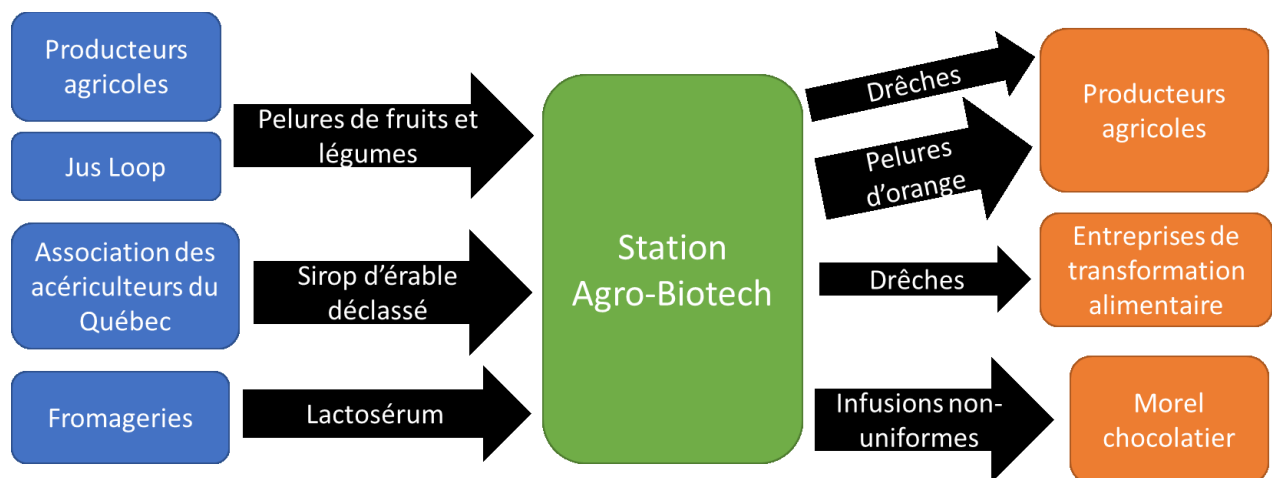 Producteurs
agricoles
Jus Loop
Association des
acériculteurs du
Québec
Fromageries
Pelures de fruits et
légumes
Sirop d'érable
déclassé
Lactosérum
Station
Agro-Biotech
Drêches
Pelures
d'orange
Drêches
Infusions non-
uniformes
Producteurs
agricoles
Entreprises de
transformation
alimentaire
Morel
chocolatier